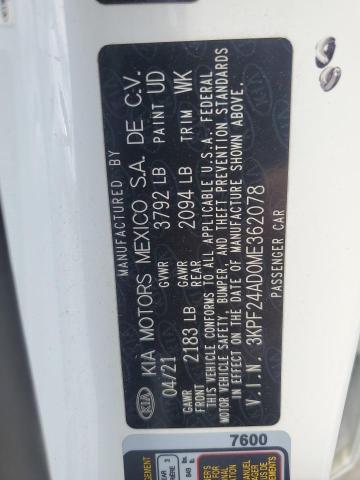 MANUFACTURED BY
KIA KIA MOTORS MEXICO S.A. DE C.V.
04/21 GVWR 3792 LB PAINT UD
GAWR FRONT 2183 LB GAWR REAR 2094 LB TRIM WK
THIS VEHICLE CONFORMS TO ALL APPLICABLE U.S.A. FEDERAL
MOTOR VEHICLE SAFETY, BUMPER, AND THEFT PREVENTION STANDARDS
IN EFFECT ON THE DATE OF MANUFACTURE SHOWN ABOVE.
V.I.N. 3KPF24AD0ME362078
PASSENGER CAR
7600